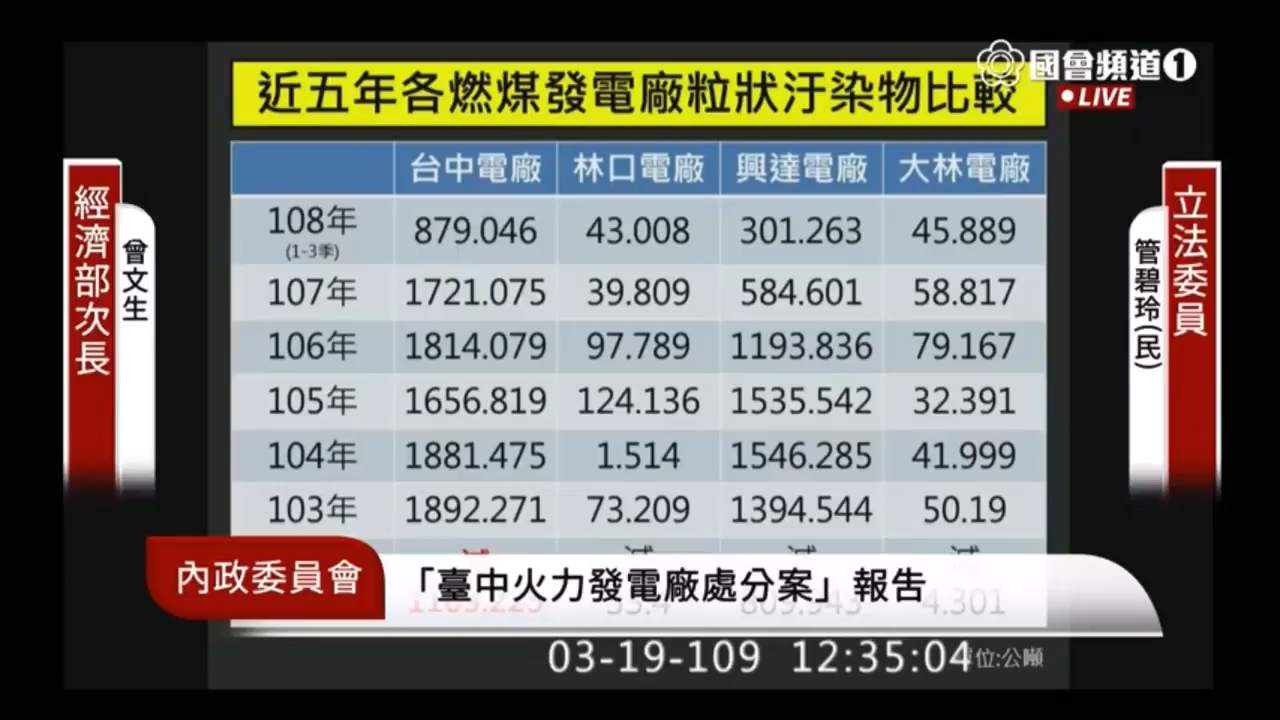 國會頻道1
LIVE
近五年各燃煤發電廠粒狀汙染物比較
台中電廠 林口電廠 興達電廠 大林電廠
108年 879.046 43.008 301.263 45.889
(1-3季)
107年 1721.075 39.809 584.601 58.817
106年 1814.079 97.789 1193.836 79.167
105年 1656.819 124.136 1535.542 32.391
104年 1881.475 1.514 1546.285 41.999
103年 1892.271 73.209 1394.544 50.19
經濟部次長
曾文生
立法委員
管碧玲(民)
內政委員會
「臺中火力發電廠處分案」報告
4.301
03-19-109 12:35:04
位:公噸